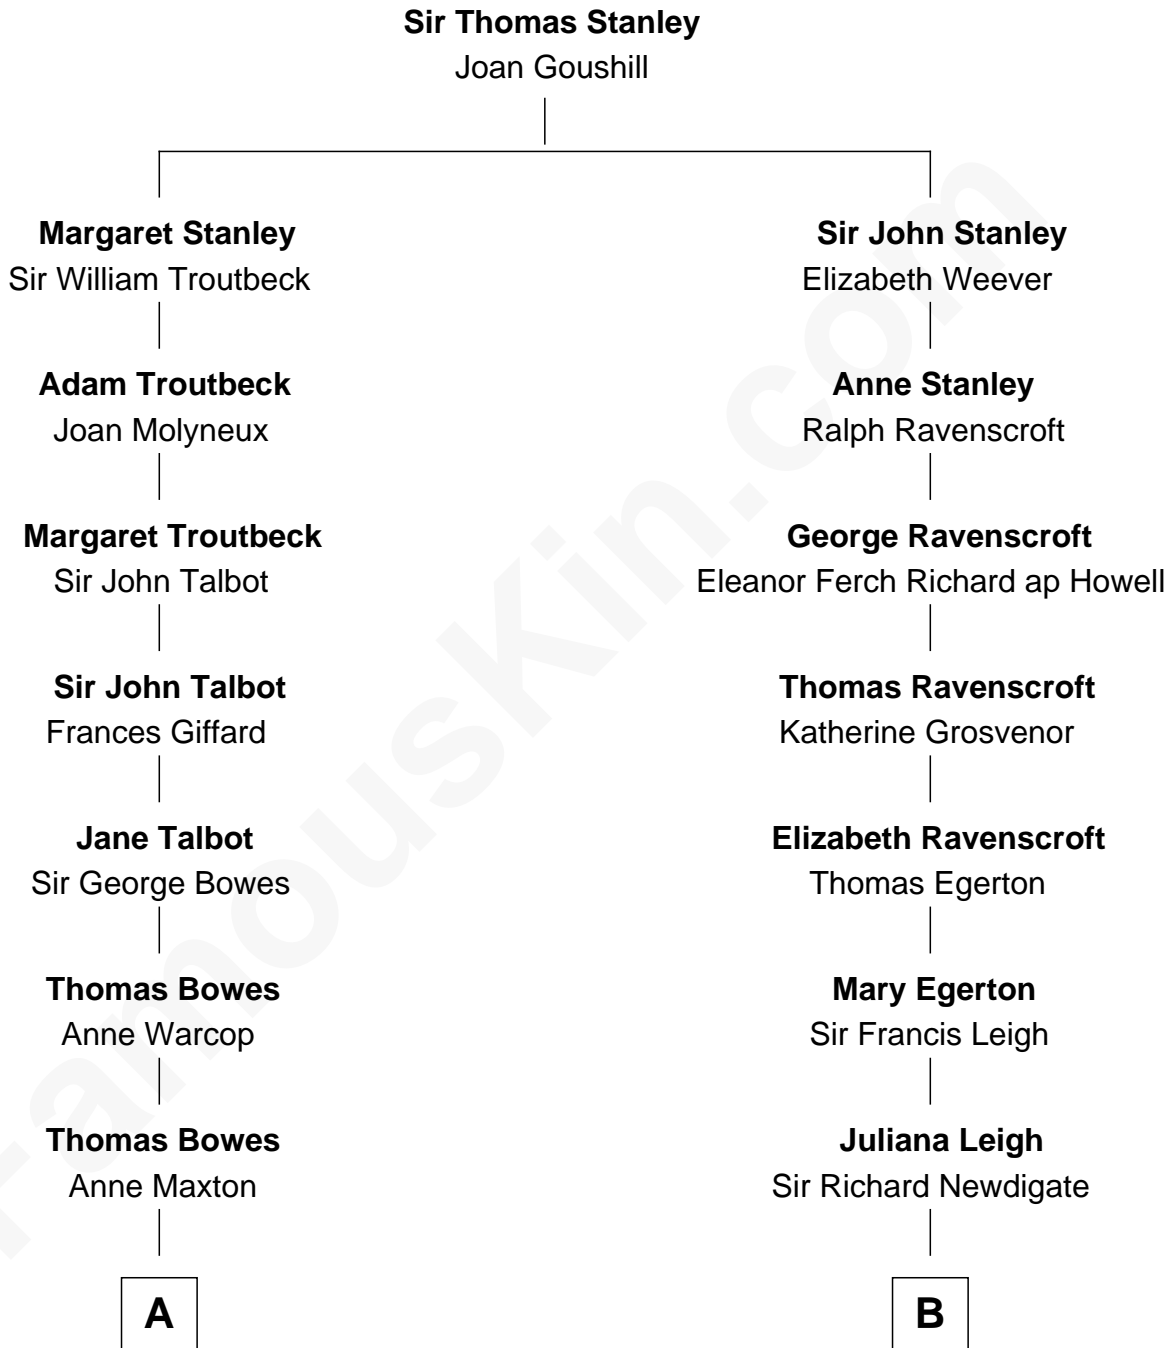 Sir Thomas Stanley
Joan Goushill
Margaret Stanley
Sir William Troutbeck
Sir John Stanley
Elizabeth Weever
Adam Troutbeck
Joan Molyneux
Anne Stanley
Ralph Ravenscroft
Margaret Troutbeck
Sir John Talbot
George Ravenscroft
Eleanor Ferch Richard ap Howell
Sir John Talbot
Frances Giffard
Thomas Ravenscroft
Katherine Grosvenor
Jane Talbot
Sir George Bowes
Elizabeth Ravenscroft
Thomas Egerton
Thomas Bowes
Anne Warcop
Mary Egerton
Sir Francis Leigh
Thomas Bowes
Anne Maxton
Juliana Leigh
Sir Richard Newdigate
A
B
FamousKin.com